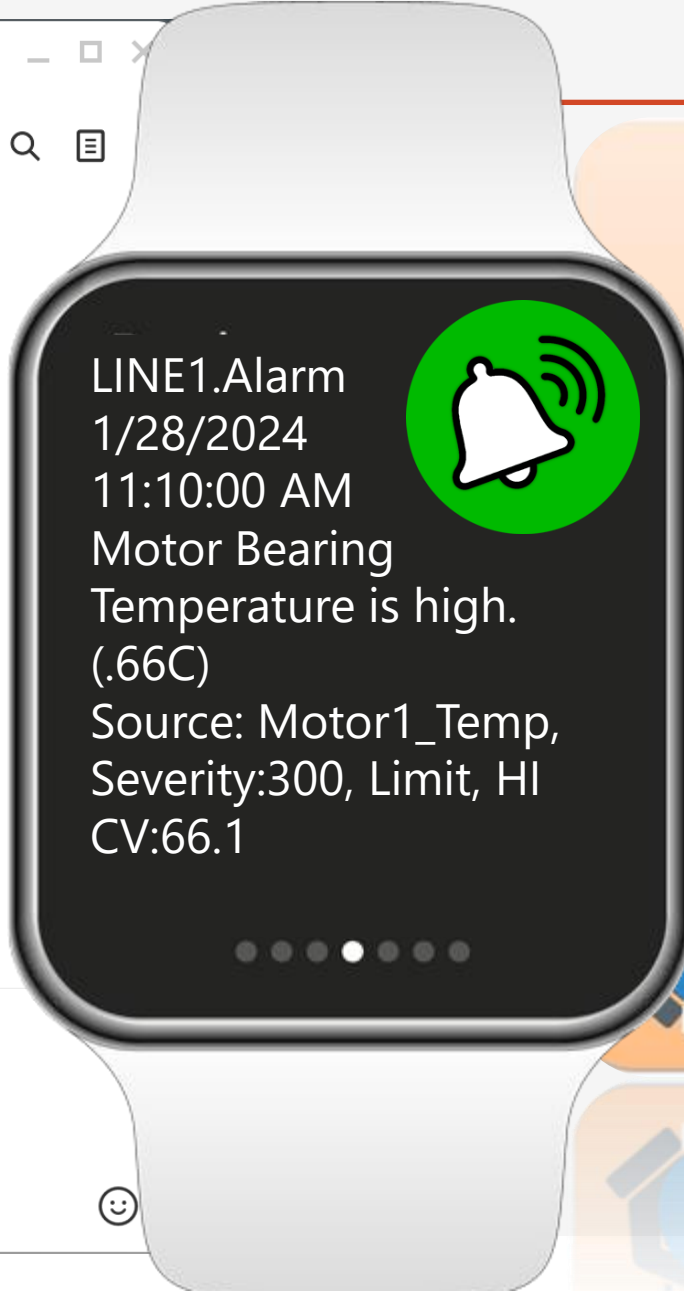 LINE1.Alarm
1/28/2024
11:10:00 AM
Motor Bearing
Temperature is high.
(.66C)
Source: Motor1_Temp,
Severity:300, Limit, HI
CV:66.1